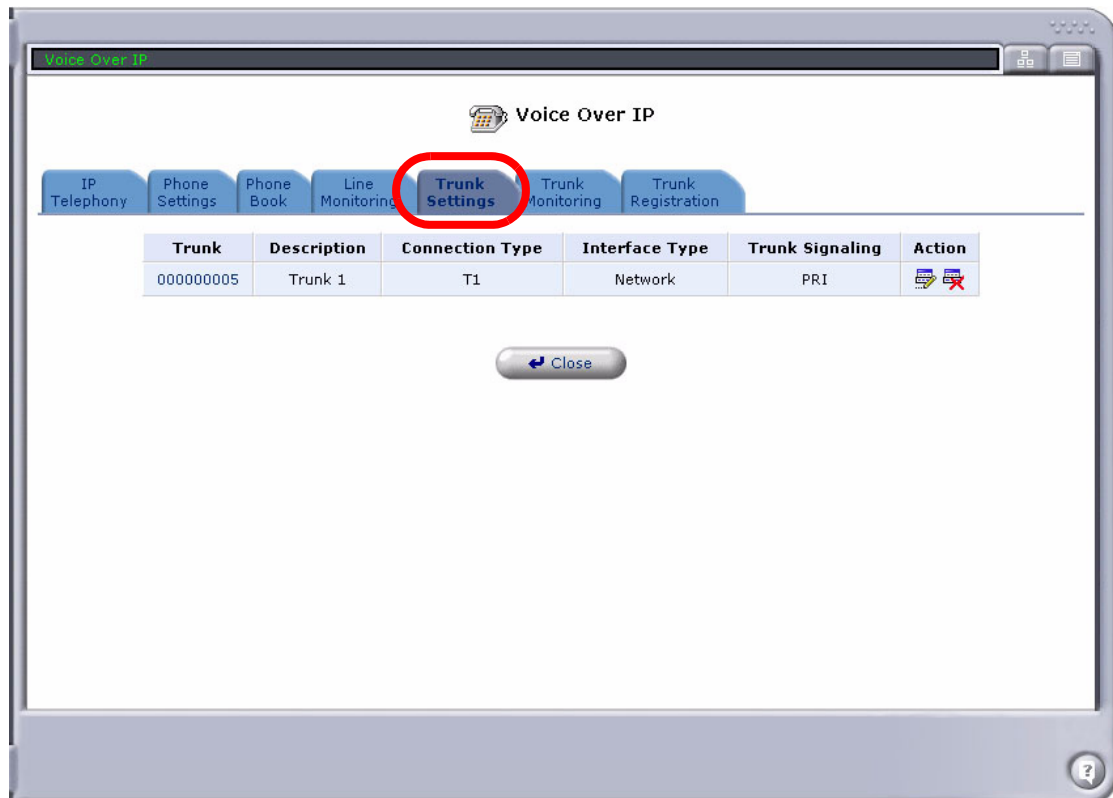 Voice Over IP
Voice Over IP
IP Telephony
Phone Settings
Phone Book
Line Monitoring
Trunk Settings
Trunk Monitoring
Trunk Registration
Trunk Description Connection Type Interface Type Trunk Signaling Action
000000005 Trunk 1 T1 Network PRI
Close
?